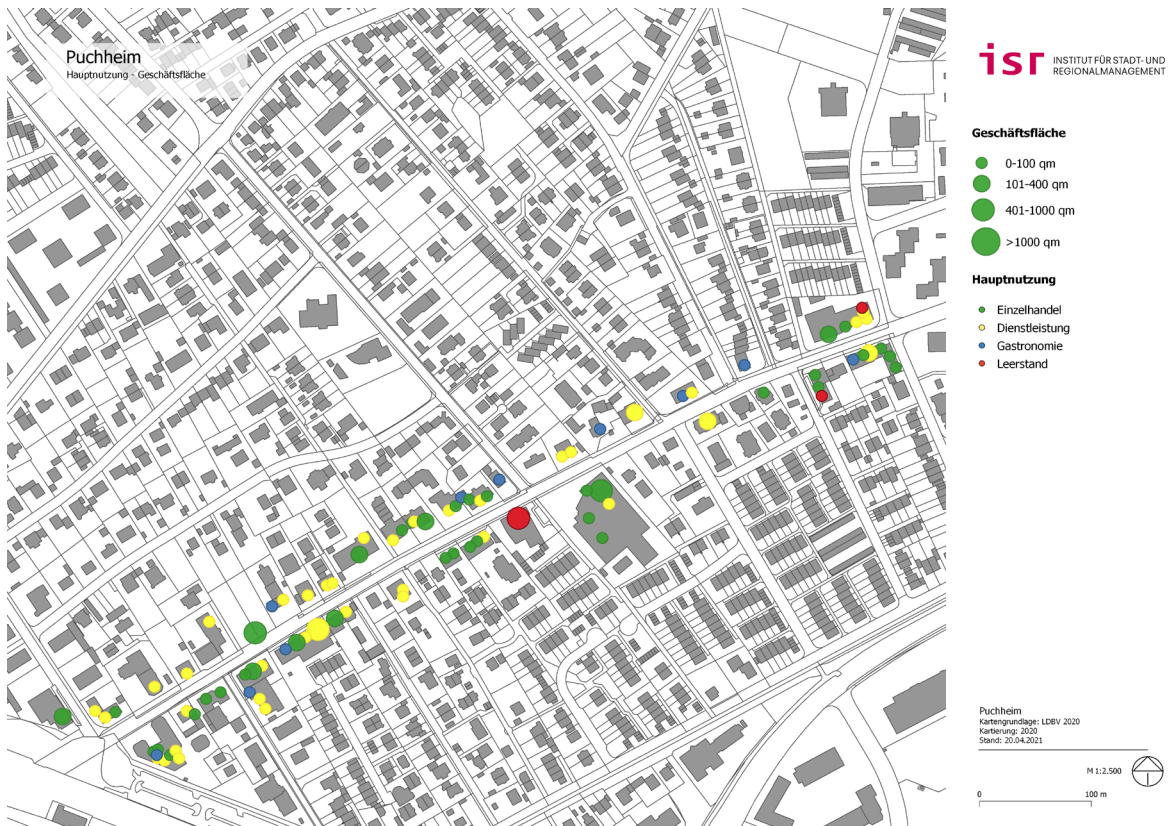 Puchheim
Hauptnutzung - Geschäftsfläche
isr INSTITUT FÜR STADT- UND
REGIONALMANAGEMENT
Geschäftsfläche
0-100 qm
101-400 qm
401-1000 qm
>1000 qm
Hauptnutzung
Einzelhandel
Dienstleistung
Gastronomie
Leerstand
Puchheim
Kartengrundlage: LDBV 2020
Kartierung: 2020
Stand: 20.04.2021
M 1:2.500
0 100 m